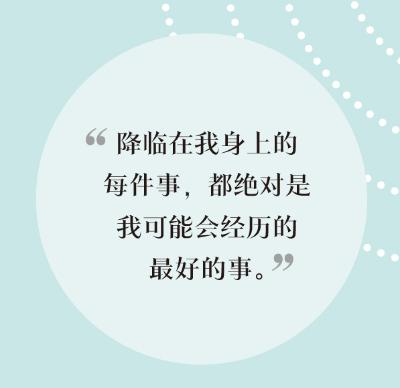 “降临在我身上的
每件事，都绝对是
我可能会经历的
最好的事。”